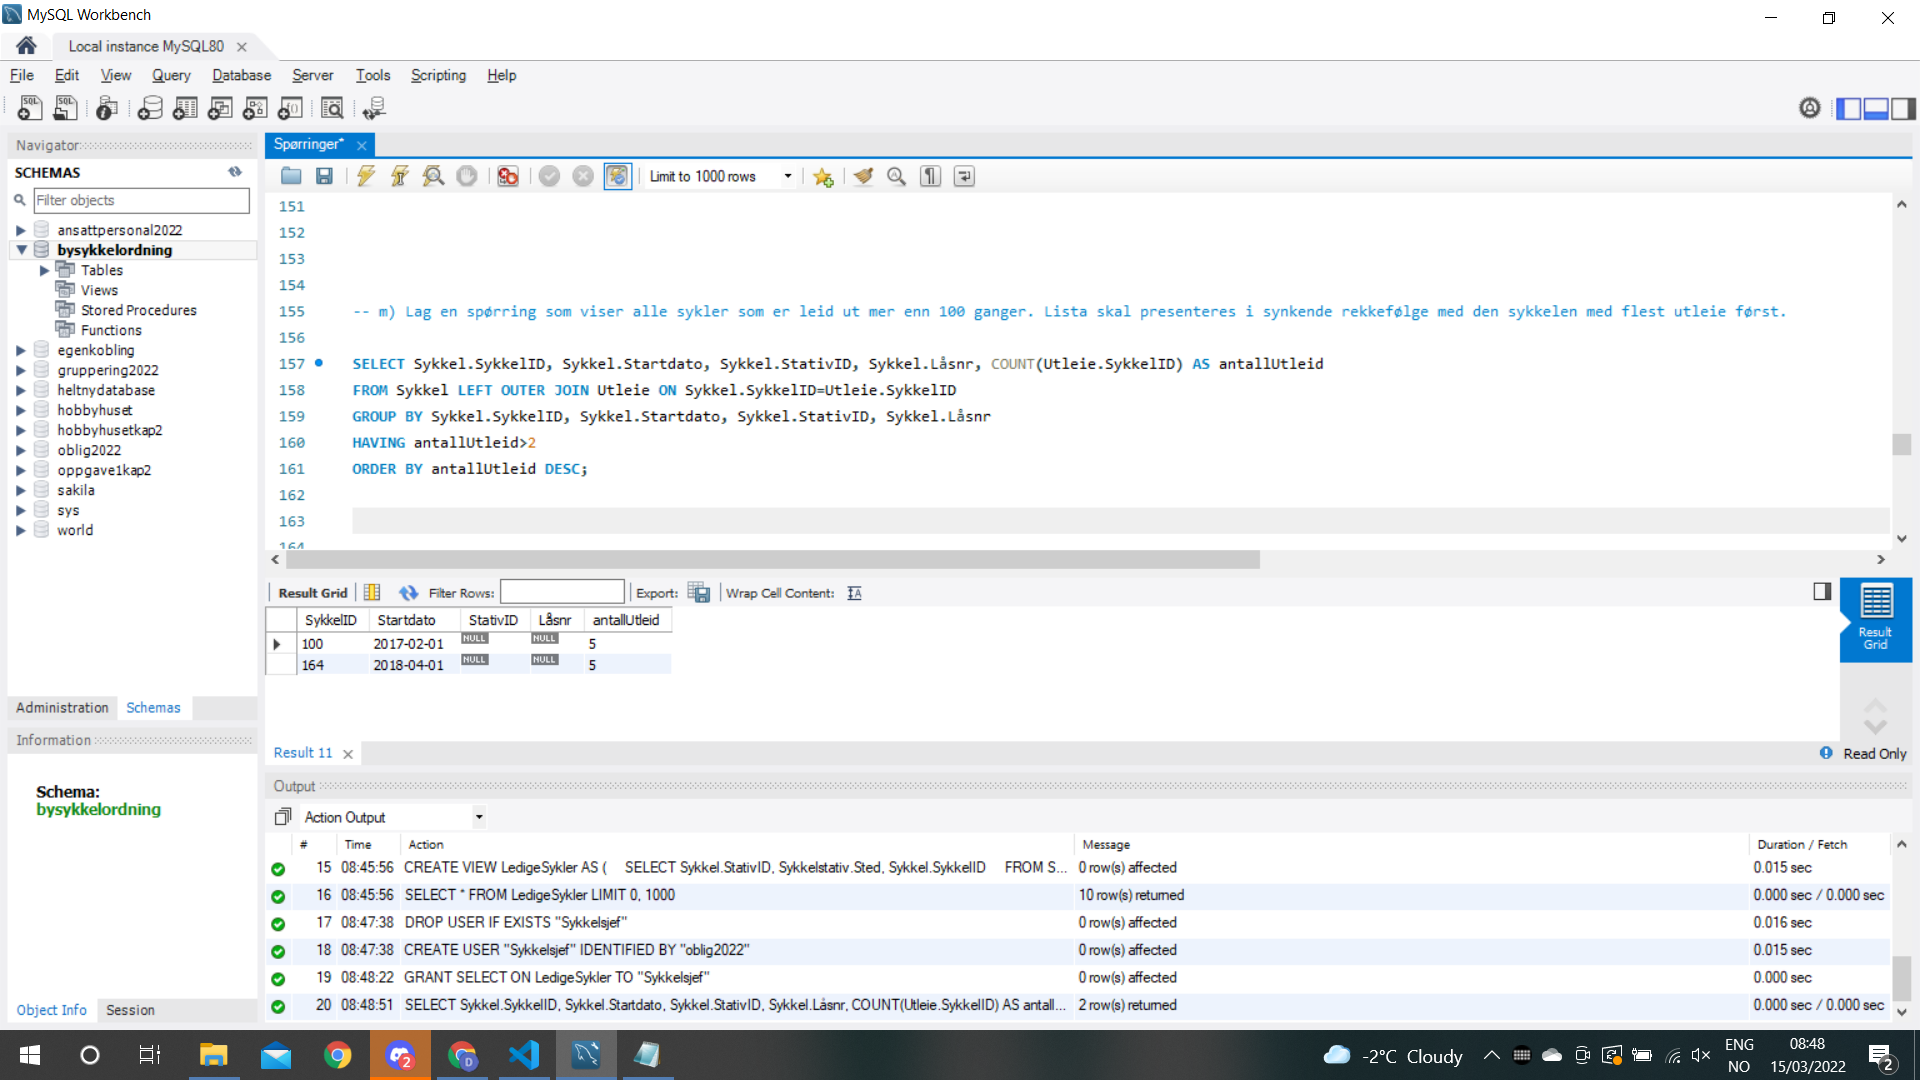 MySQL Workbench
Local instance MySQL80
File Edit View Query Database Server Tools Scripting Help
Navigator
SCHEMAS
Filter objects
ansattpersonal2022
bysykkelordning
Tables
Views
Stored Procedures
Functions
egenkobling
gruppering2022
heltnydatabase
hobbyhuset
hobbyhusetkap2
oblig2022
oppgave1kap2
sakila
sys
world
Administration Schemas
Information
Schema:
bysykkelordning
Object Info Session
Spørringer*
Limit to 1000 rows
151
152
153
154
155 -- m) Lag en spørring som viser alle sykler som er leid ut mer enn 100 ganger. Lista skal presenteres i synkende rekkefølge med den sykkelen med flest utleie først.
156
157 SELECT Sykkel.SykkelID, Sykkel.Startdato, Sykkel.StativID, Sykkel.Låsnr, COUNT(Utleie.SykkelID) AS antallUtleid
158 FROM Sykkel LEFT OUTER JOIN Utleie ON Sykkel.SykkelID=Utleie.SykkelID
159 GROUP BY Sykkel.SykkelID, Sykkel.Startdato, Sykkel.StativID, Sykkel.Låsnr
160 HAVING antallUtleid>2
161 ORDER BY antallUtleid DESC;
162
163
164
Result Grid Filter Rows: Export: Wrap Cell Content:
SykkelID Startdato StativID Låsnr antallUtleid
100 2017-02-01 NULL NULL 5
164 2018-04-01 NULL NULL 5
Result Grid
Result 11
Read Only
Output
Action Output
# Time Action Message Duration / Fetch
15 08:45:56 CREATE VIEW LedigeSykler AS ( SELECT Sykkel.StativID, Sykkelstativ.Sted, Sykkel.SykkelID FROM S... 0 row(s) affected 0.015 sec
16 08:45:56 SELECT * FROM LedigeSykler LIMIT 0, 1000 10 row(s) returned 0.000 sec / 0.000 sec
17 08:47:38 DROP USER IF EXISTS "Sykkelsjef" 0 row(s) affected 0.016 sec
18 08:47:38 CREATE USER "Sykkelsjef" IDENTIFIED BY "oblig2022" 0 row(s) affected 0.015 sec
19 08:48:22 GRANT SELECT ON LedigeSykler TO "Sykkelsjef" 0 row(s) affected 0.000 sec
20 08:48:51 SELECT Sykkel.SykkelID, Sykkel.Startdato, Sykkel.StativID, Sykkel.Låsnr, COUNT(Utleie.SykkelID) AS antall... 2 row(s) returned 0.000 sec / 0.000 sec
-2°C Cloudy
ENG
NO
08:48
15/03/2022
2